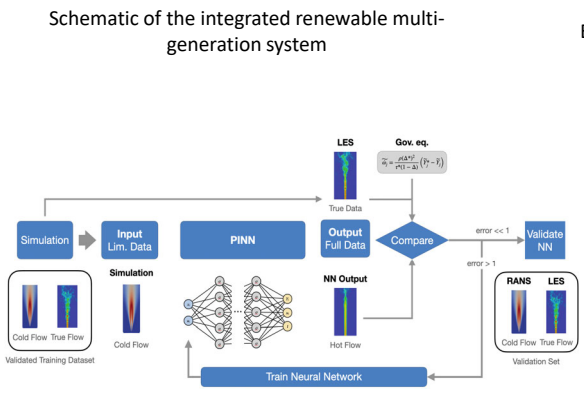 Schematic of the integrated renewable multi-
generation system
E
LES
Gov. eq.
True Data
Simulation
Input
Lim. Data
PINN
Output
Full Data
Compare
error << 1
error > 1
Validate
NN
Simulation
NN Output
RANS
LES
Cold Flow
True Flow
Cold Flow
Hot Flow
Cold Flow
True Flow
Validated Training Dataset
Validation Set
Train Neural Network